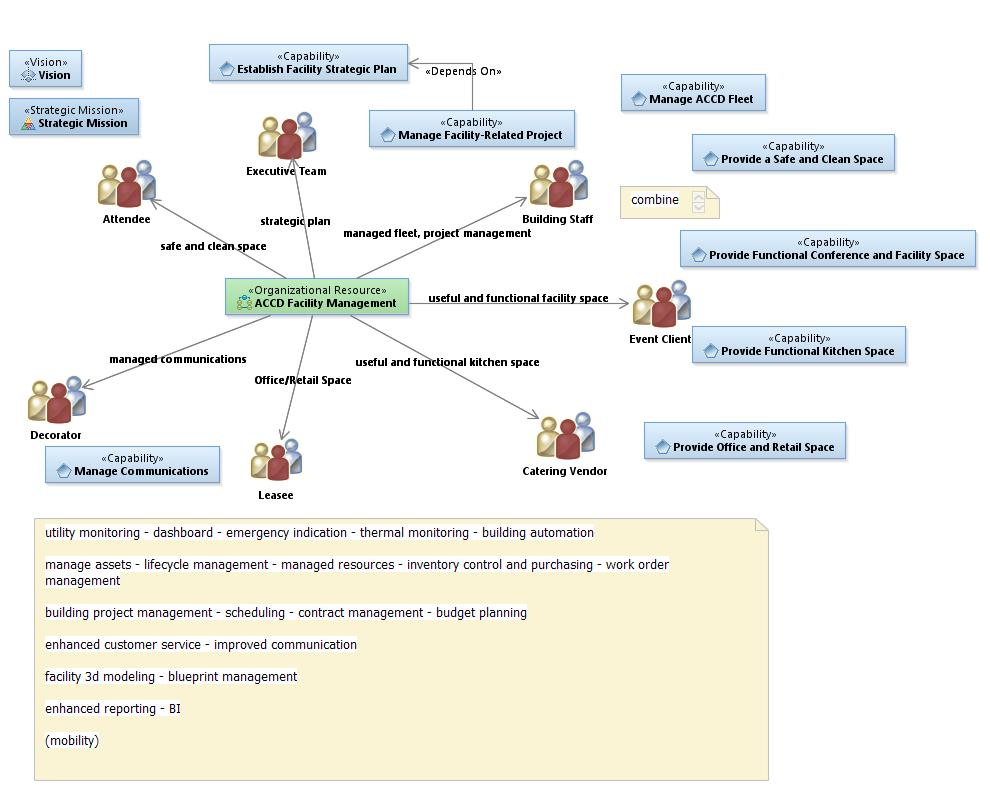 «Vision»
Vision
«Strategic Mission»
Strategic Mission
«Capability»
Establish Facility Strategic Plan
«Depends On»
«Capability»
Manage Facility-Related Project
«Capability»
Manage ACCD Fleet
«Capability»
Provide a Safe and Clean Space
combine
«Capability»
Provide Functional Conference and Facility Space
Executive Team
Attendee
Building Staff
strategic plan
safe and clean space
managed fleet, project management
«Organizational Resource»
ACCD Facility Management
useful and functional facility space
Event Client
«Capability»
Provide Functional Kitchen Space
managed communications
Office/Retail Space
useful and functional kitchen space
Decorator
«Capability»
Manage Communications
Leasee
Catering Vendor
«Capability»
Provide Office and Retail Space
utility monitoring - dashboard - emergency indication - thermal monitoring - building automation
manage assets - lifecycle management - managed resources - inventory control and purchasing - work order
management
building project management - scheduling - contract management - budget planning
enhanced customer service - improved communication
facility 3d modeling - blueprint management
enhanced reporting - BI
(mobility)